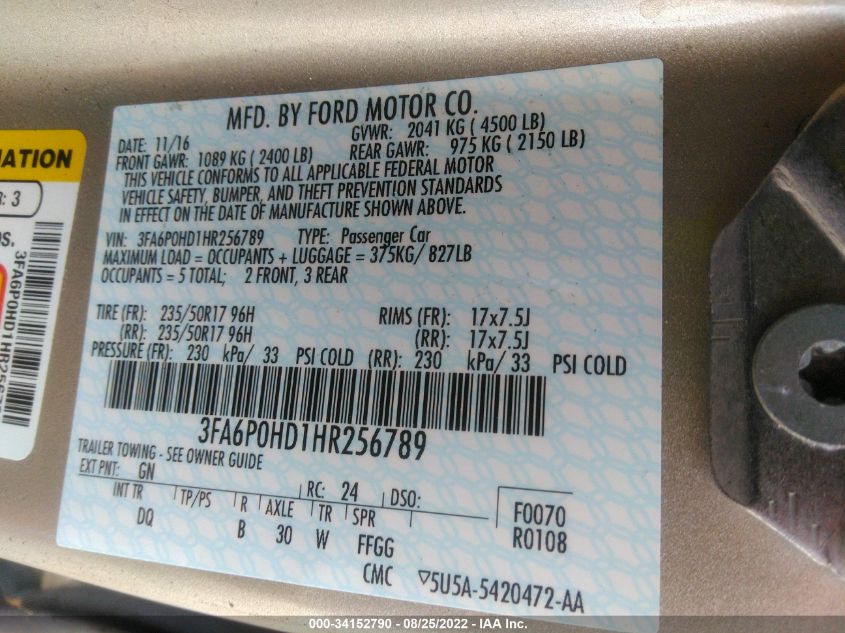 MFD. BY FORD MOTOR CO.
DATE: 11/16 GVWR: 2041 KG ( 4500 LB)
FRONT GAWR: 1089 KG ( 2400 LB) REAR GAWR: 975 KG ( 2150 LB)
THIS VEHICLE CONFORMS TO ALL APPLICABLE FEDERAL MOTOR
VEHICLE SAFETY, BUMPER, AND THEFT PREVENTION STANDARDS
IN EFFECT ON THE DATE OF MANUFACTURE SHOWN ABOVE.
VIN: 3FA6P0HD1HR256789 TYPE: Passenger Car
MAXIMUM LOAD = OCCUPANTS + LUGGAGE = 375KG/ 827LB
OCCUPANTS = 5 TOTAL; 2 FRONT, 3 REAR
TIRE (FR): 235/50R17 96H RIMS (FR): 17x7.5J
(RR): 235/50R17 96H (RR): 17x7.5J
PRESSURE (FR): 230 kPa/ 33 PSI COLD (RR): 230 kPa/ 33 PSI COLD
3FA6P0HD1HR256789
TRAILER TOWING - SEE OWNER GUIDE
EXT PNT: GN RC: 24 DSO:
INT TR TP/PS R AXLE TR SPR F0070
DQ B 30 W FFGG R0108
CMC ▽5U5A-5420472-AA
MATION
: 3
3FA6P0HD1HR2567
000-34152790 - 08/25/2022 - IAA Inc.